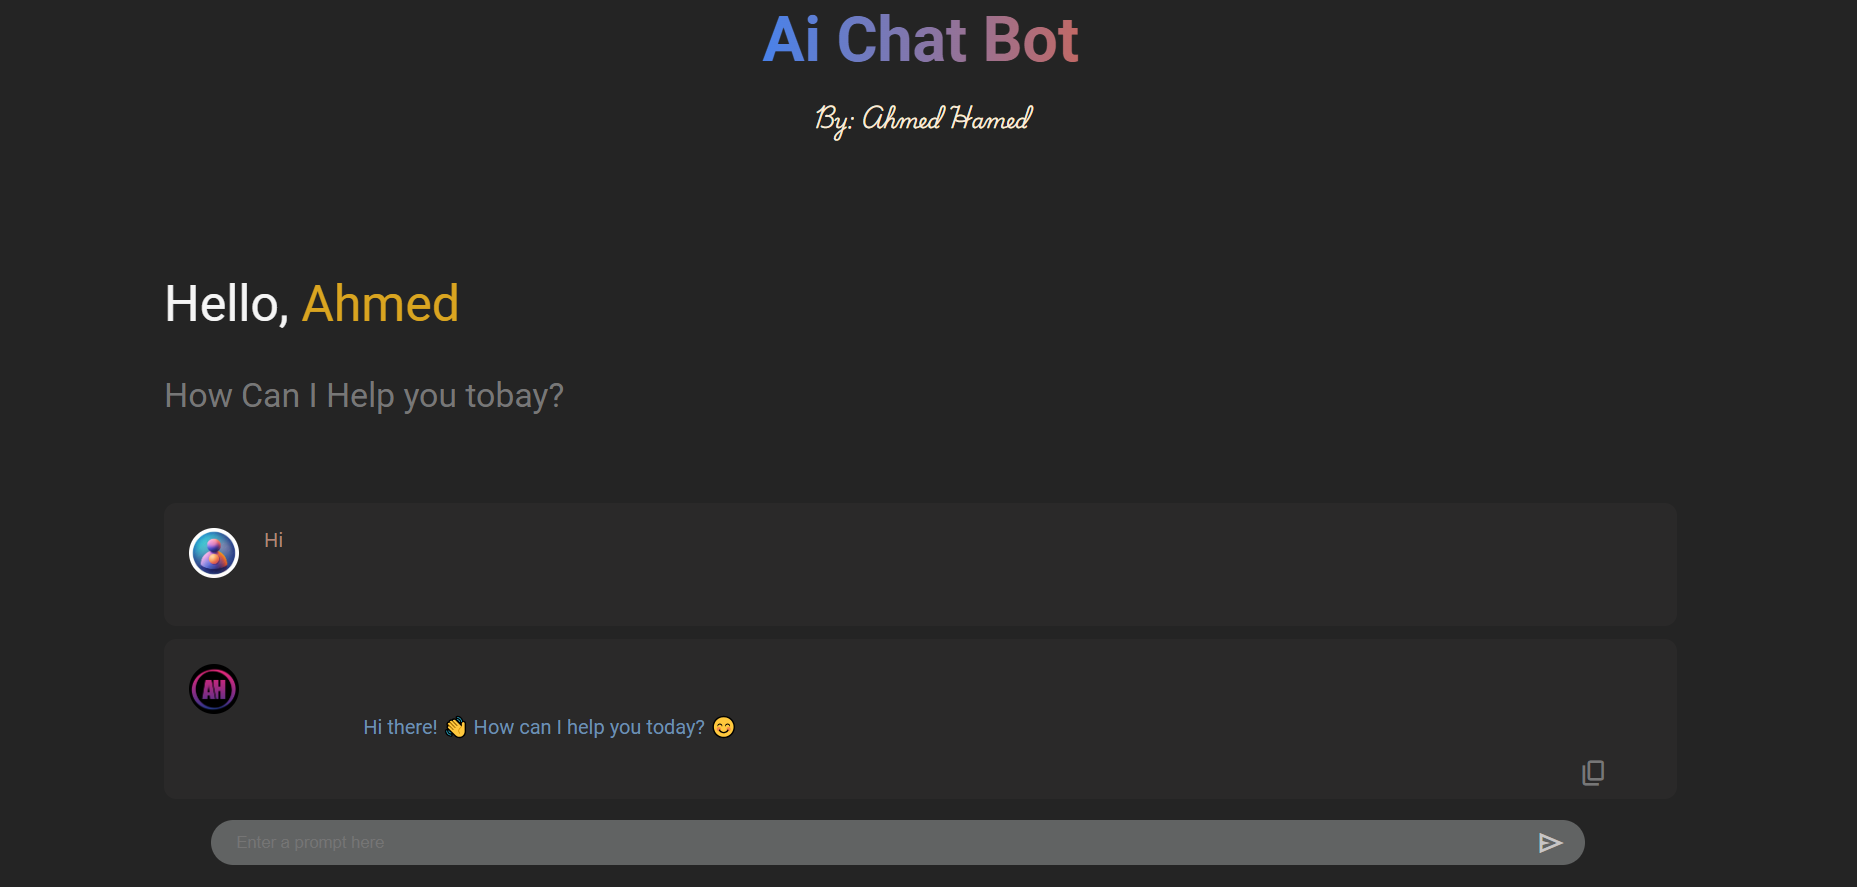 Ai Chat Bot
By: Ahmed Hamed
Hello, Ahmed
How Can I Help you tobay?
Hi
AH
Hi there! 👋 How can I help you today? 😊
Enter a prompt here